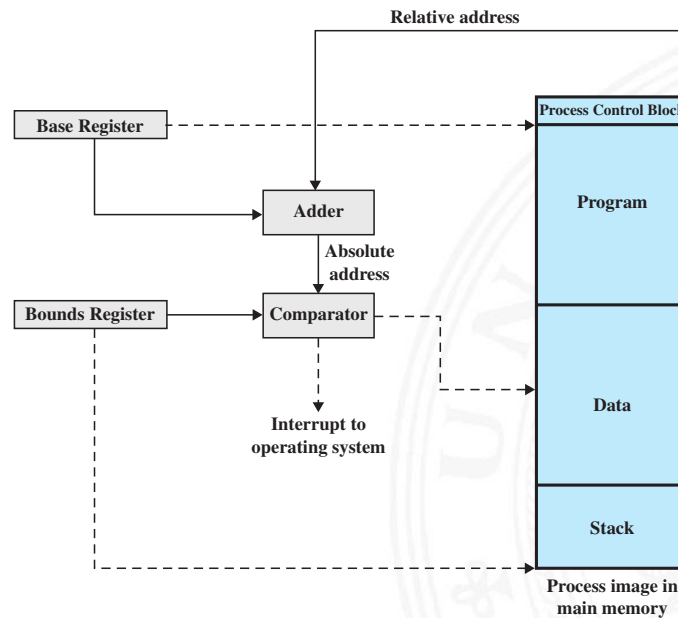 Relative address
Process Control Block
Base Register
Program
Adder
Absolute
address
Bounds Register
Comparator
Data
Interrupt to
operating system
Stack
Process image in
main memory
U N